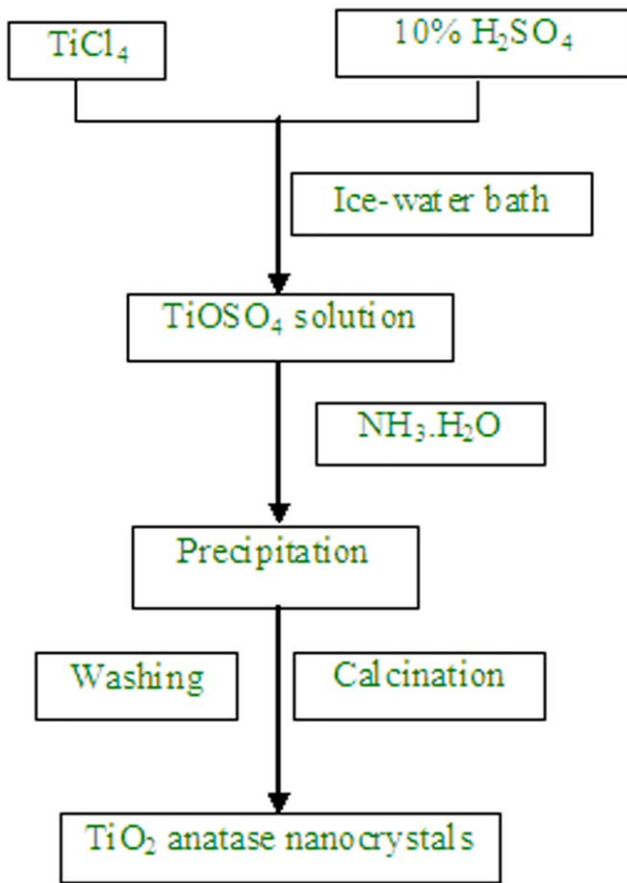 TiCl₄
10% H₂SO₄
Ice-water bath
TiOSO₄ solution
NH₃.H₂O
Precipitation
Washing
Calcination
TiO₂ anatase nanocrystals